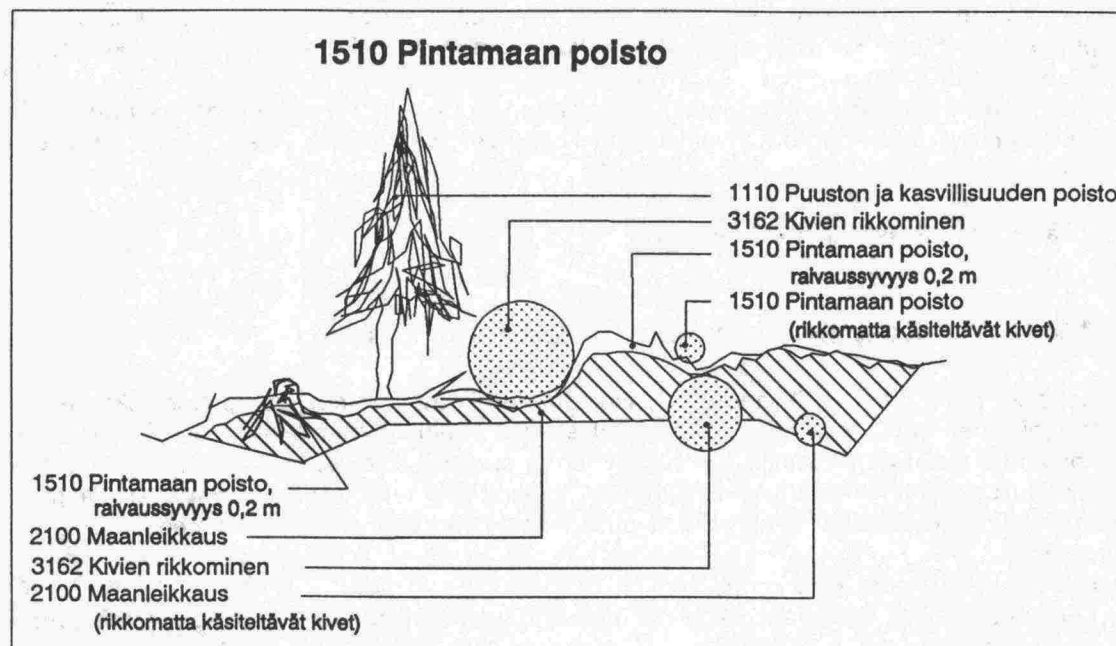 1510 Pintamaan poisto
1110 Puuston ja kasvillisuuden poisto
3162 Kivien rikkominen
1510 Pintamaan poisto,
raivaussyvyys 0,2 m
1510 Pintamaan poisto
(rikkomatta käsiteltävät kivet)
1510 Pintamaan poisto,
raivaussyvyys 0,2 m
2100 Maanleikkaus
3162 Kivien rikkominen
2100 Maanleikkaus
(rikkomatta käsiteltävät kivet)